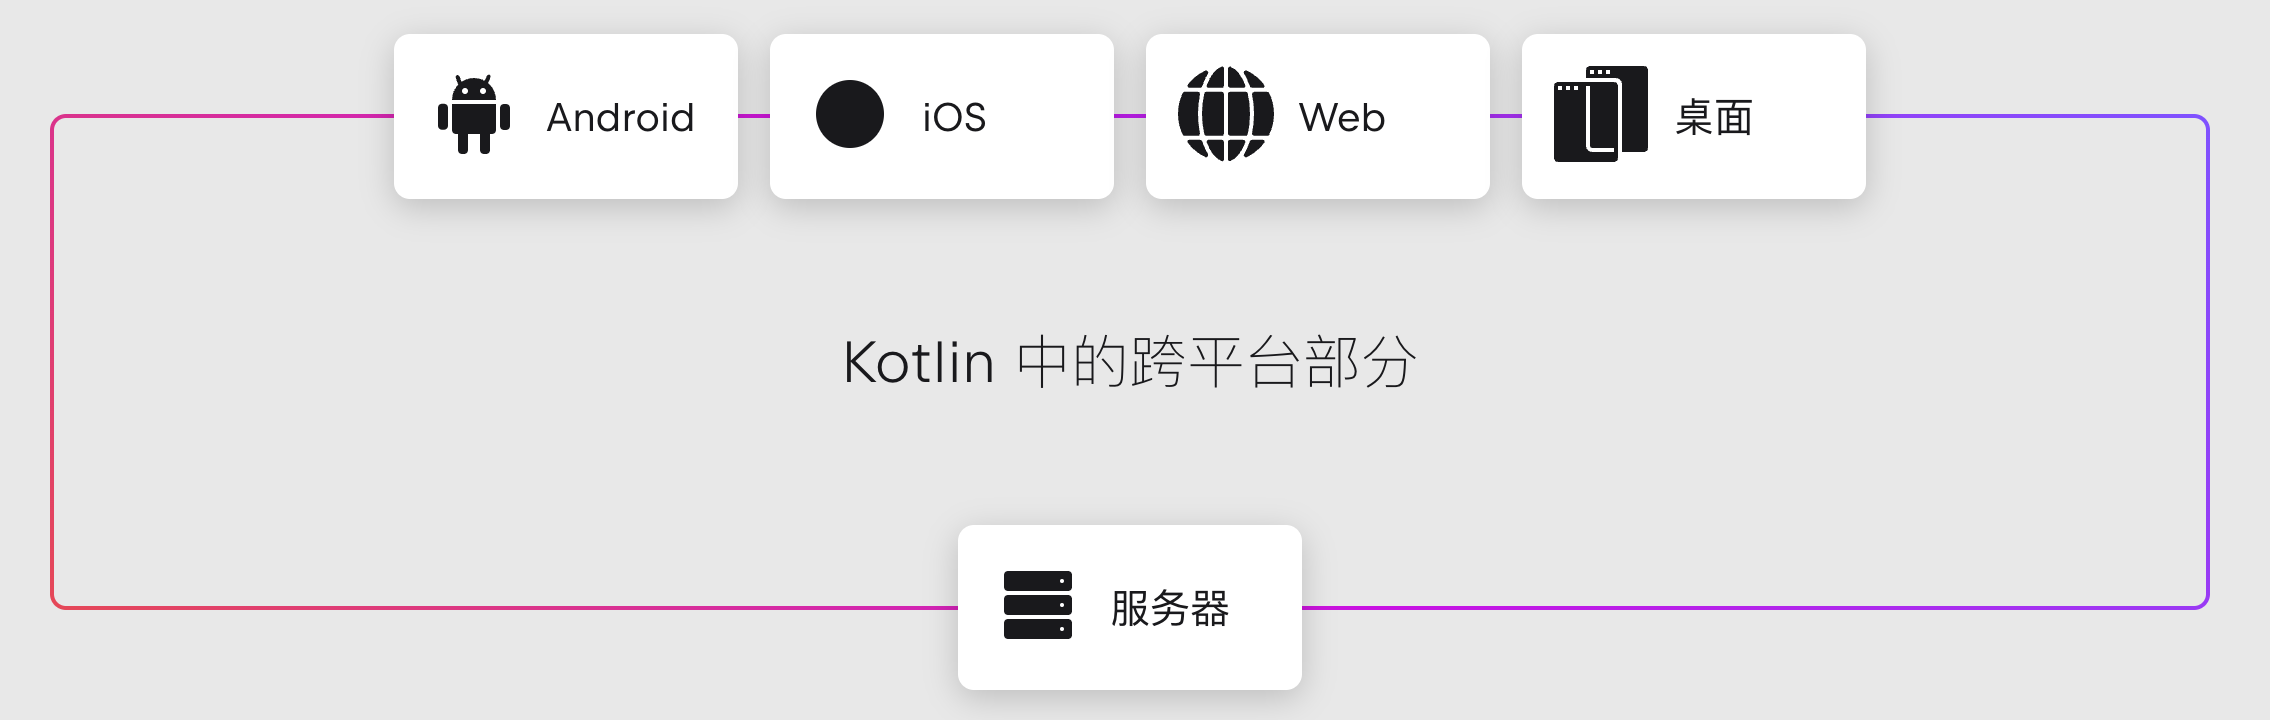 Android
iOS
Web
桌面
Kotlin 中的跨平台部分
服务器